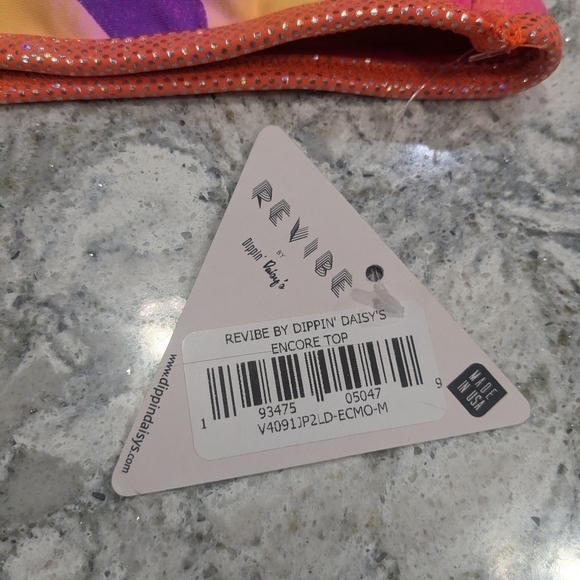 REVIBE
BY
Dippin' Daisy's
REVIBE BY DIPPIN' DAISY'S
ENCORE TOP
1 93475 05047 9
V4091JP2LD-ECMO-M
www.dippindaisys.com
MADE
IN USA